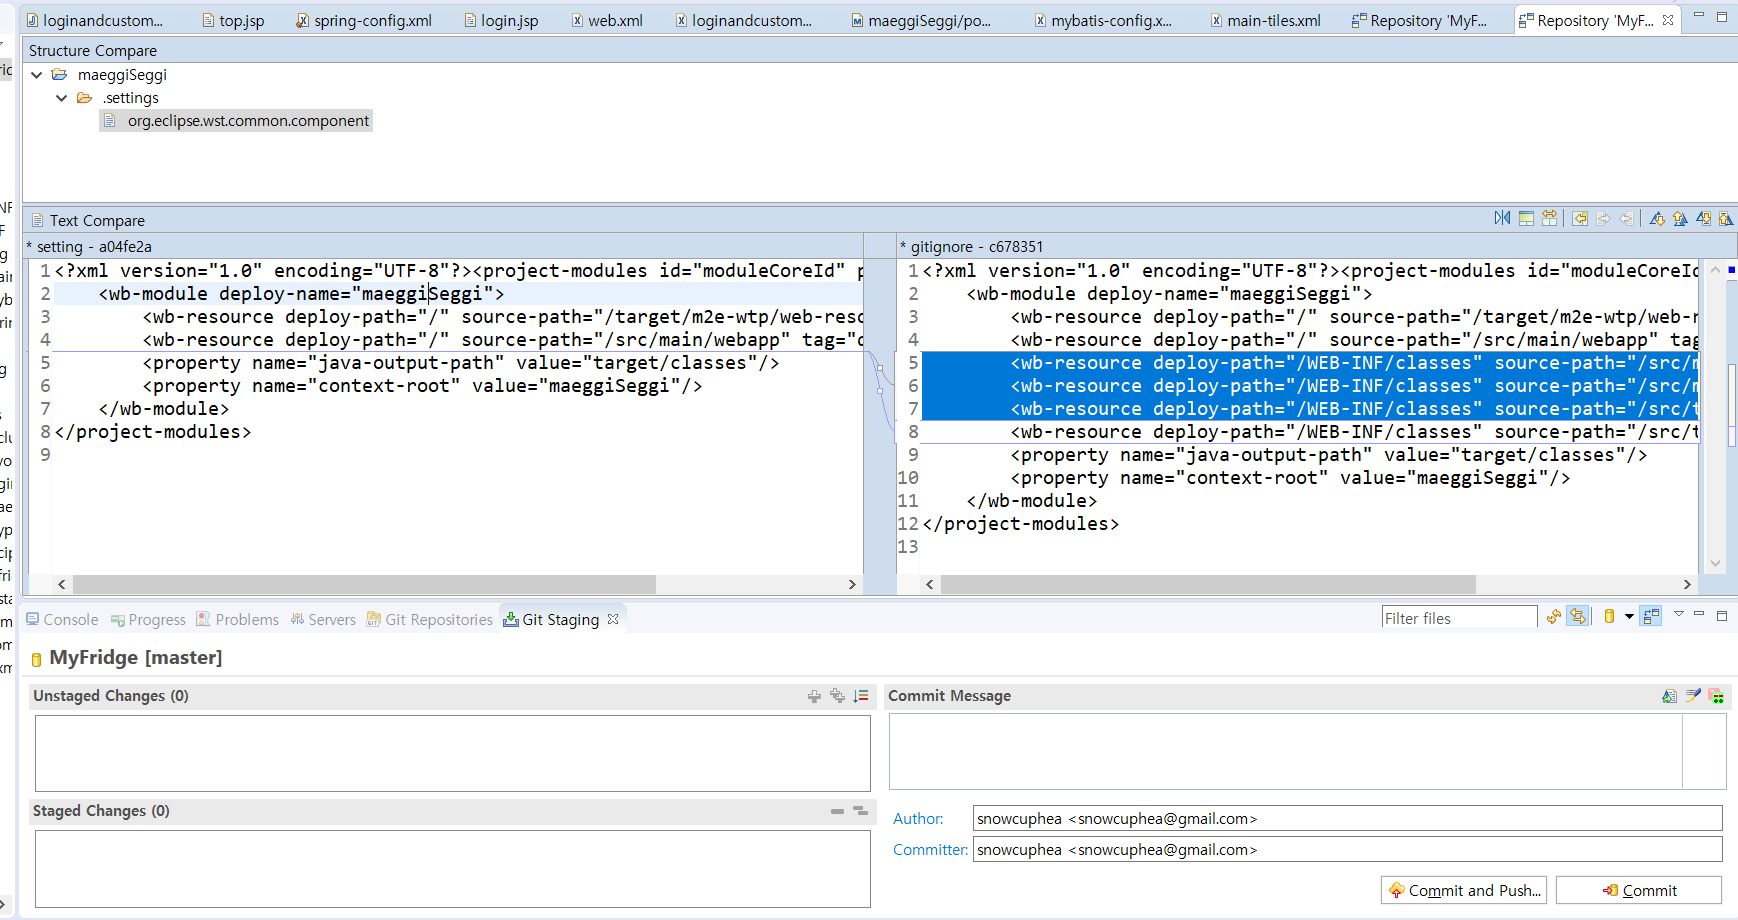 loginandcustom... top.jsp spring-config.xml login.jsp web.xml loginandcustom... maeggiSeggi/po... mybatis-config.x... main-tiles.xml Repository 'MyF... Repository 'MyF...
Structure Compare
maeggiSeggi
.settings
org.eclipse.wst.common.component
Text Compare
* setting - a04fe2a
1 <?xml version="1.0" encoding="UTF-8"?><project-modules id="moduleCoreId" p
2 <wb-module deploy-name="maeggiSeggi">
3 <wb-resource deploy-path="/" source-path="/target/m2e-wtp/web-reso
4 <wb-resource deploy-path="/" source-path="/src/main/webapp" tag="d
5 <property name="java-output-path" value="target/classes"/>
6 <property name="context-root" value="maeggiSeggi"/>
7 </wb-module>
8 </project-modules>
9
* gitignore - c678351
1 <?xml version="1.0" encoding="UTF-8"?><project-modules id="moduleCoreId
2 <wb-module deploy-name="maeggiSeggi">
3 <wb-resource deploy-path="/" source-path="/target/m2e-wtp/web-r
4 <wb-resource deploy-path="/" source-path="/src/main/webapp" tag
5 <wb-resource deploy-path="/WEB-INF/classes" source-path="/src/m
6 <wb-resource deploy-path="/WEB-INF/classes" source-path="/src/m
7 <wb-resource deploy-path="/WEB-INF/classes" source-path="/src/t
8 <wb-resource deploy-path="/WEB-INF/classes" source-path="/src/t
9 <property name="java-output-path" value="target/classes"/>
10 <property name="context-root" value="maeggiSeggi"/>
11 </wb-module>
12 </project-modules>
13
Console Progress Problems Servers Git Repositories Git Staging
Filter files
MyFridge [master]
Unstaged Changes (0)
Staged Changes (0)
Commit Message
Author: snowcuphea <snowcuphea@gmail.com>
Committer: snowcuphea <snowcuphea@gmail.com>
Commit and Push...
Commit